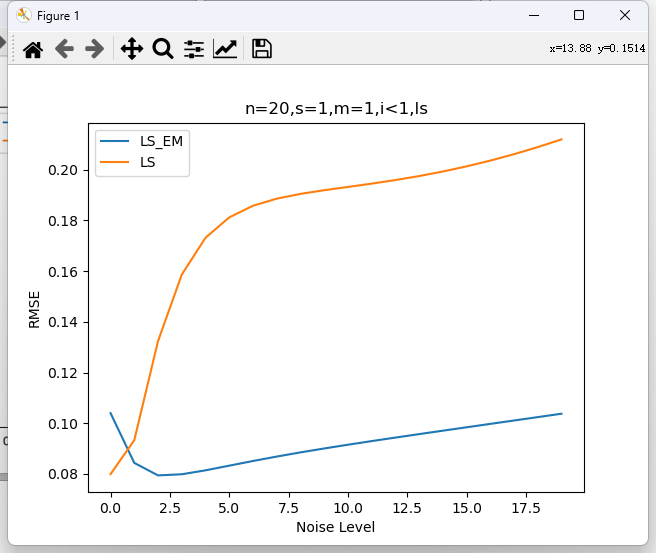 Figure 1
x=13.88 y=0.1514
n=20,s=1,m=1,i<1,ls
LS_EM
LS
0.20
0.18
0.16
0.14
0.12
0.10
0.08
RMSE
0.0 2.5 5.0 7.5 10.0 12.5 15.0 17.5
Noise Level